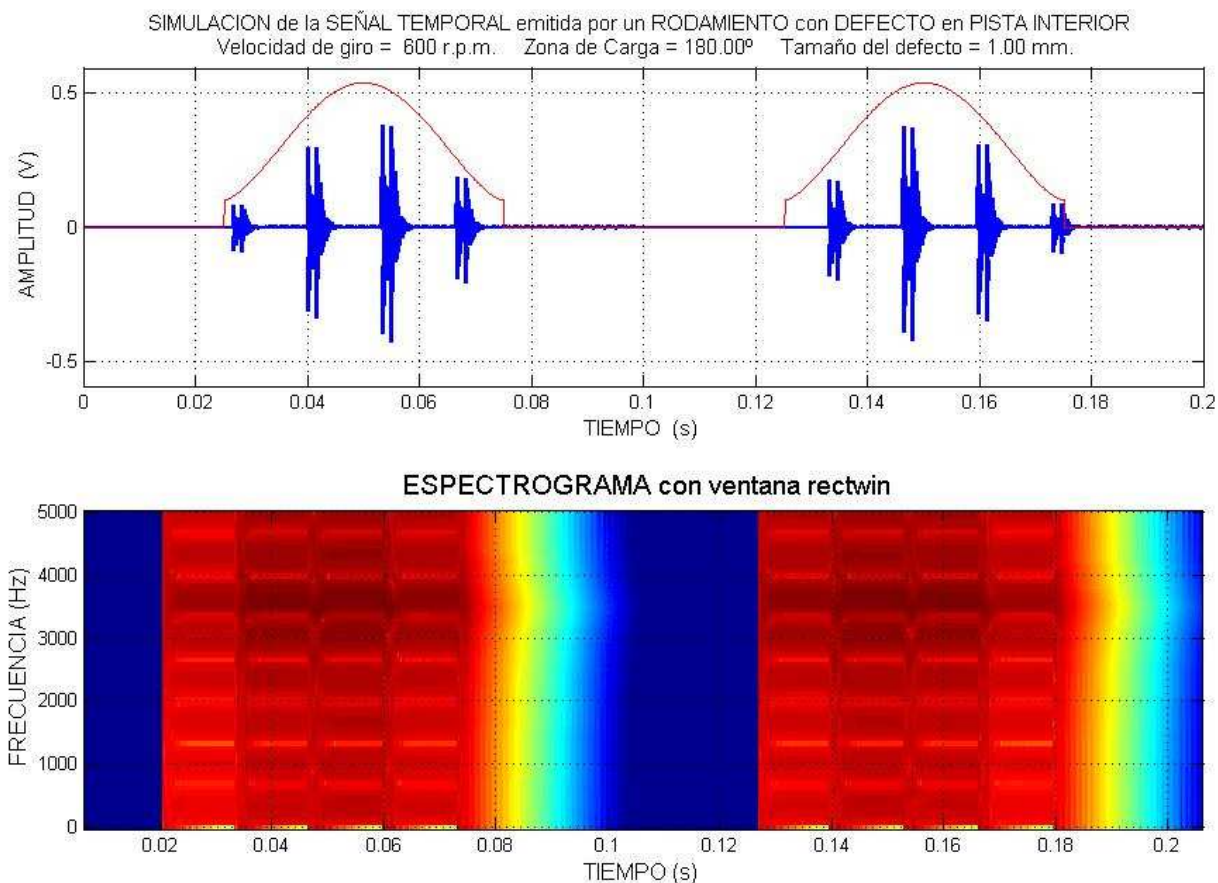 SIMULACION de la SEÑAL TEMPORAL emitida por un RODAMIENTO con DEFECTO en PISTA INTERIOR
Velocidad de giro = 600 r.p.m. Zona de Carga = 180.00º Tamaño del defecto = 1.00 mm.
AMPLITUD (V)
0.5
0
-0.5
0 0.02 0.04 0.06 0.08 0.1 0.12 0.14 0.16 0.18 0.2
TIEMPO (s)
ESPECTROGRAMA con ventana rectwin
FRECUENCIA (Hz)
5000
4000
3000
2000
1000
0
0.02 0.04 0.06 0.08 0.1 0.12 0.14 0.16 0.18 0.2
TIEMPO (s)